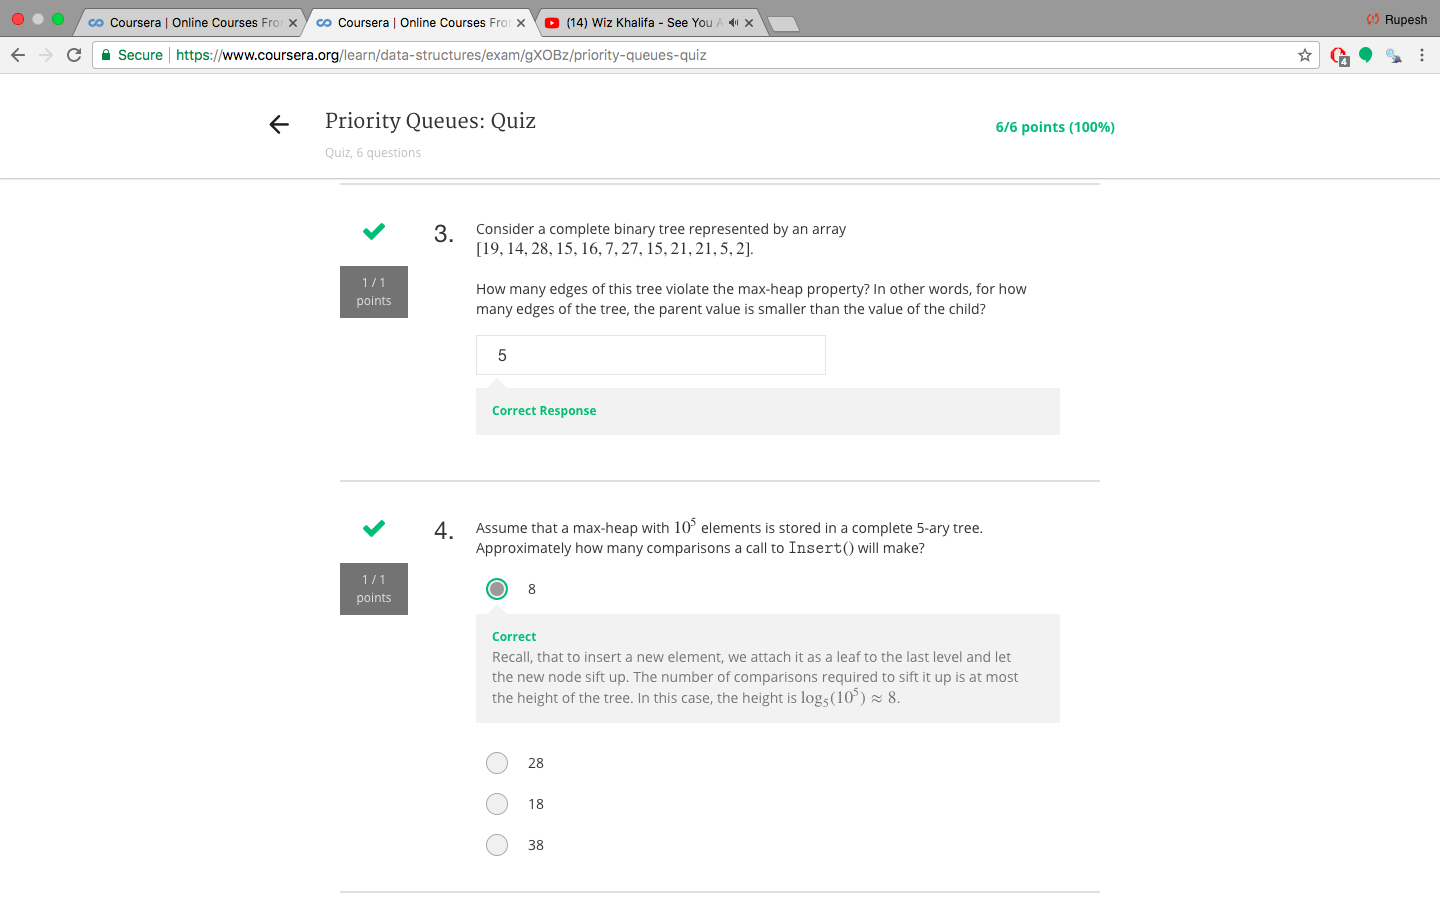 Coursera | Online Courses Fro
Coursera | Online Courses Fro
(14) Wiz Khalifa - See You A
Rupesh
Secure
https://www.coursera.org/learn/data-structures/exam/gXOBz/priority-queues-quiz
4
Priority Queues: Quiz
6/6 points (100%)
Quiz, 6 questions
1 / 1
points
3.
Consider a complete binary tree represented by an array
[19, 14, 28, 15, 16, 7, 27, 15, 21, 21, 5, 2].
How many edges of this tree violate the max-heap property? In other words, for how
many edges of the tree, the parent value is smaller than the value of the child?
5
Correct Response
1 / 1
points
4.
Assume that a max-heap with 10⁵ elements is stored in a complete 5-ary tree.
Approximately how many comparisons a call to Insert() will make?
8
Correct
Recall, that to insert a new element, we attach it as a leaf to the last level and let
the new node sift up. The number of comparisons required to sift it up is at most
the height of the tree. In this case, the height is log₅(10⁵) ≈ 8.
28
18
38